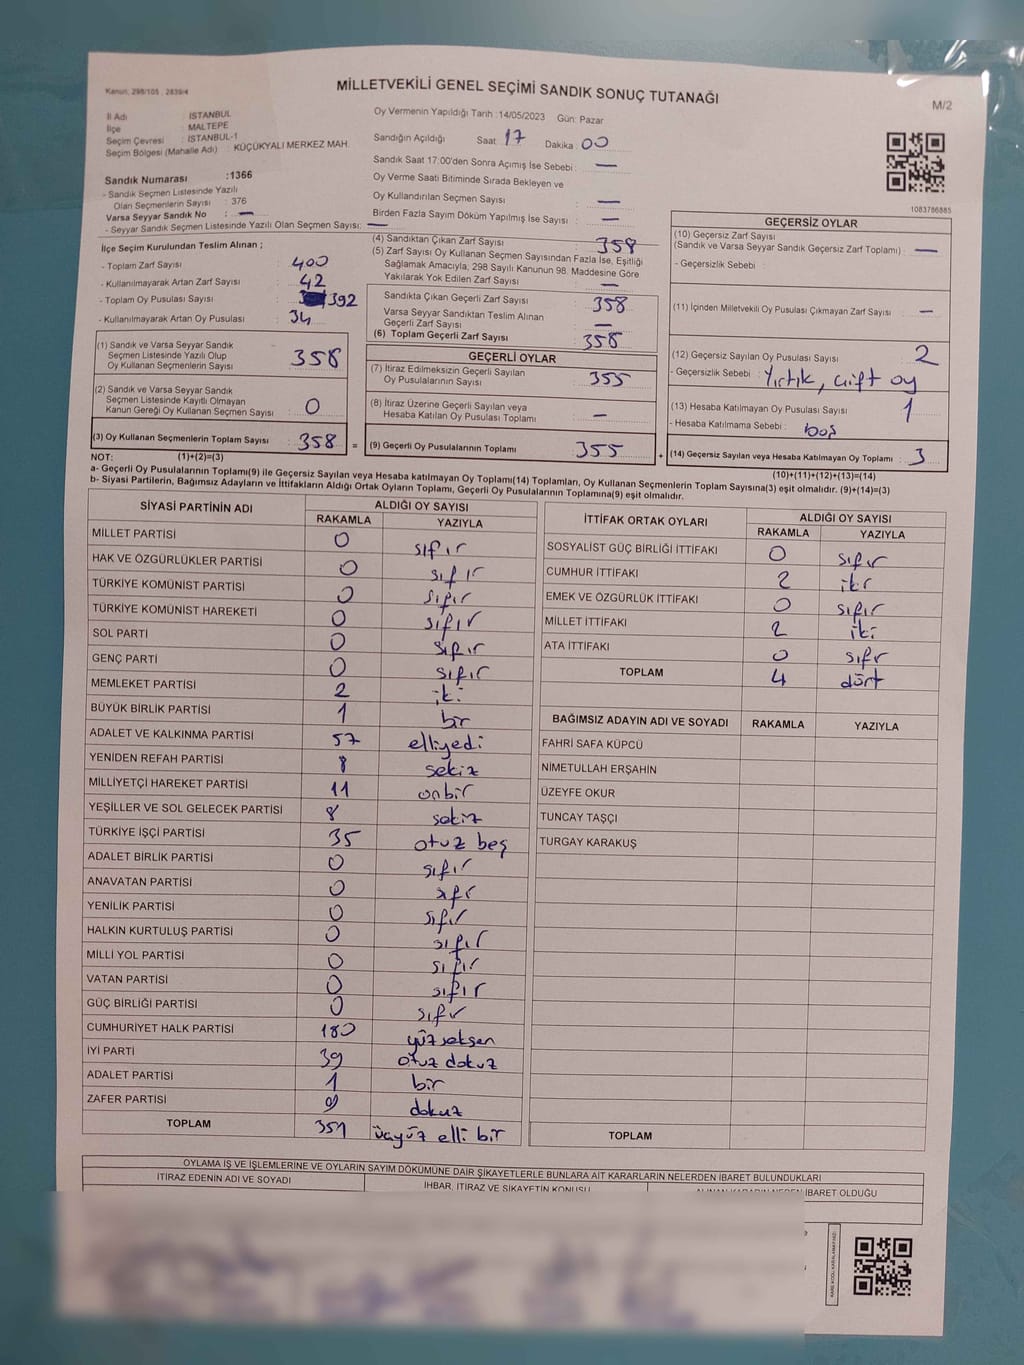 Kanun, 298/105 , 2839/4
MİLLETVEKİLİ GENEL SEÇİMİ SANDIK SONUÇ TUTANAĞI
M/2
İl Adı : İSTANBUL
İlçe : MALTEPE
Seçim Çevresi : İSTANBUL-1
Seçim Bölgesi (Mahalle Adı) : KÜÇÜKYALI MERKEZ MAH.
Sandık Numarası :1366
- Sandık Seçmen Listesinde Yazılı
Olan Seçmenlerin Sayısı : 376
Varsa Seyyar Sandık No : —
- Seyyar Sandık Seçmen Listesinde Yazılı Olan Seçmen Sayısı: —
Oy Vermenin Yapıldığı Tarih :14/05/2023 Gün: Pazar
Sandığın Açıldığı Saat : 17 Dakika : 00
Sandık Saat 17:00'den Sonra Açımış İse Sebebi : —
Oy Verme Saati Bitiminde Sırada Bekleyen ve
Oy Kullandırılan Seçmen Sayısı : —
Birden Fazla Sayım Döküm Yapılmış İse Sayısı : —
1083786885
İlçe Seçim Kurulundan Teslim Alınan ;
- Toplam Zarf Sayısı : 400
- Kullanılmayarak Artan Zarf Sayısı : 42
- Toplam Oy Pusulası Sayısı : 392
- Kullanılmayarak Artan Oy Pusulası : 34
(1) Sandık ve Varsa Seyyar Sandık
Seçmen Listesinde Yazılı Olup
Oy Kullanan Seçmenlerin Sayısı : 358
(2) Sandık ve Varsa Seyyar Sandık
Seçmen Listesinde Kayıtlı Olmayan
Kanun Gereği Oy Kullanan Seçmen Sayısı : 0
(3) Oy Kullanan Seçmenlerin Toplam Sayısı : 358
(4) Sandıktan Çıkan Zarf Sayısı : 358
(5) Zarf Sayısı Oy Kullanan Seçmen Sayısından Fazla İse, Eşitliği
Sağlamak Amacıyla, 298 Sayılı Kanunun 98. Maddesine Göre
Yakılarak Yok Edilen Zarf Sayısı : —
Sandıkta Çıkan Geçerli Zarf Sayısı : 358
Varsa Seyyar Sandıktan Teslim Alınan
Geçerli Zarf Sayısı : —
(6) Toplam Geçerli Zarf Sayısı : 358
GEÇERLİ OYLAR
(7) İtiraz Edilmeksizin Geçerli Sayılan
Oy Pusulalarının Sayısı : 355
(8) İtiraz Üzerine Geçerli Sayılan veya
Hesaba Katılan Oy Pusulası Toplamı : —
= (9) Geçerli Oy Pusulalarının Toplamı : 355
GEÇERSİZ OYLAR
(10) Geçersiz Zarf Sayısı
(Sandık ve Varsa Seyyar Sandık Geçersiz Zarf Toplamı) : —
- Geçersizlik Sebebi :
(11) İçinden Milletvekili Oy Pusulası Çıkmayan Zarf Sayısı : —
(12) Geçersiz Sayılan Oy Pusulası Sayısı : 2
- Geçersizlik Sebebi : Yırtık, çift oy
(13) Hesaba Katılmayan Oy Pusulası Sayısı : 1
- Hesaba Katılmama Sebebi : boş
+ (14) Geçersiz Sayılan veya Hesaba Katılmayan Oy Toplamı : 3
NOT: (1)+(2)=(3)
(10)+(11)+(12)+(13)=(14)
a- Geçerli Oy Pusulalarının Toplamı(9) ile Geçersiz Sayılan veya Hesaba katılmayan Oy Toplamı(14) Toplamları, Oy Kullanan Seçmenlerin Toplam Sayısına(3) eşit olmalıdır. (9)+(14)=(3)
b- Siyasi Partilerin, Bağımsız Adayların ve İttifakların Aldığı Ortak Oyların Toplamı, Geçerli Oy Pusulalarının Toplamına(9) eşit olmalıdır.
SİYASİ PARTİNİN ADI ALDIĞI OY SAYISI
RAKAMLA YAZIYLA
MİLLET PARTİSİ 0 sıfır
HAK VE ÖZGÜRLÜKLER PARTİSİ 0 sıfır
TÜRKİYE KOMÜNİST PARTİSİ 0 sıfır
TÜRKİYE KOMÜNİST HAREKETİ 0 sıfır
SOL PARTİ 0 sıfır
GENÇ PARTİ 0 sıfır
MEMLEKET PARTİSİ 2 iki
BÜYÜK BİRLİK PARTİSİ 1 bir
ADALET VE KALKINMA PARTİSİ 57 elliyedi
YENİDEN REFAH PARTİSİ 8 sekiz
MİLLİYETÇİ HAREKET PARTİSİ 11 onbir
YEŞİLLER VE SOL GELECEK PARTİSİ 8 sekiz
TÜRKİYE İŞÇİ PARTİSİ 35 otuz beş
ADALET BİRLİK PARTİSİ 0 sıfır
ANAVATAN PARTİSİ 0 sıfır
YENİLİK PARTİSİ 0 sıfır
HALKIN KURTULUŞ PARTİSİ 0 sıfır
MİLLİ YOL PARTİSİ 0 sıfır
VATAN PARTİSİ 0 sıfır
GÜÇ BİRLİĞİ PARTİSİ 0 sıfır
CUMHURİYET HALK PARTİSİ 180 yüz seksen
İYİ PARTİ 39 otuz dokuz
ADALET PARTİSİ 1 bir
ZAFER PARTİSİ 9 dokuz
TOPLAM 351 üçyüz elli bir
İTTİFAK ORTAK OYLARI ALDIĞI OY SAYISI
RAKAMLA YAZIYLA
SOSYALİST GÜÇ BİRLİĞİ İTTİFAKI 0 sıfır
CUMHUR İTTİFAKI 2 iki
EMEK VE ÖZGÜRLÜK İTTİFAKI 0 sıfır
MİLLET İTTİFAKI 2 iki
ATA İTTİFAKI 0 sıfır
TOPLAM 4 dört
BAĞIMSIZ ADAYIN ADI VE SOYADI RAKAMLA YAZIYLA
FAHRİ SAFA KÜPCÜ
NİMETULLAH ERŞAHİN
ÜZEYFE OKUR
TUNCAY TAŞÇI
TURGAY KARAKUŞ
TOPLAM
OYLAMA İŞ VE İŞLEMLERİNE VE OYLARIN SAYIM DÖKÜMÜNE DAİR ŞİKAYETLERLE BUNLARA AİT KARARLARIN NELERDEN İBARET BULUNDUKLARI
İTİRAZ EDENİN ADI VE SOYADI İHBAR, İTİRAZ VE ŞİKAYETİN KONUSU ALINAN KARARIN NEDEN İBARET OLDUĞU